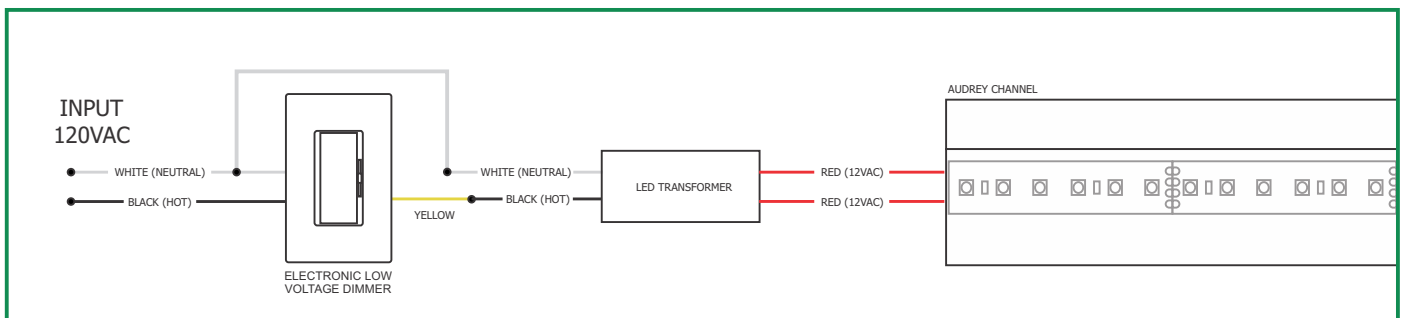 AUDREY CHANNEL
INPUT
120VAC
WHITE (NEUTRAL)
WHITE (NEUTRAL)
LED TRANSFORMER
RED (12VAC)
BLACK (HOT)
YELLOW
BLACK (HOT)
RED (12VAC)
ELECTRONIC LOW
VOLTAGE DIMMER